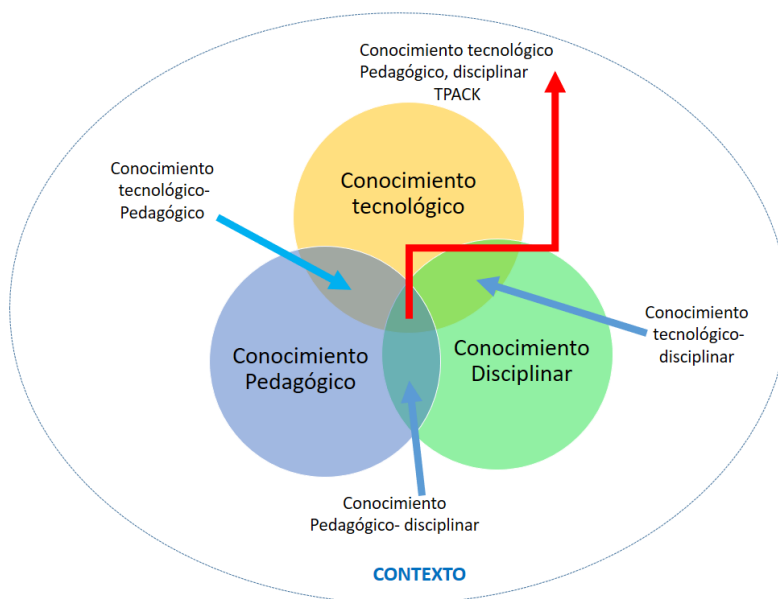 Conocimiento tecnológico
Pedagógico, disciplinar
TPACK
Conocimiento
tecnológico-
Pedagógico
Conocimiento
tecnológico
Conocimiento
tecnológico-
disciplinar
Conocimiento
Pedagógico
Conocimiento
Disciplinar
Conocimiento
Pedagógico- disciplinar
CONTEXTO